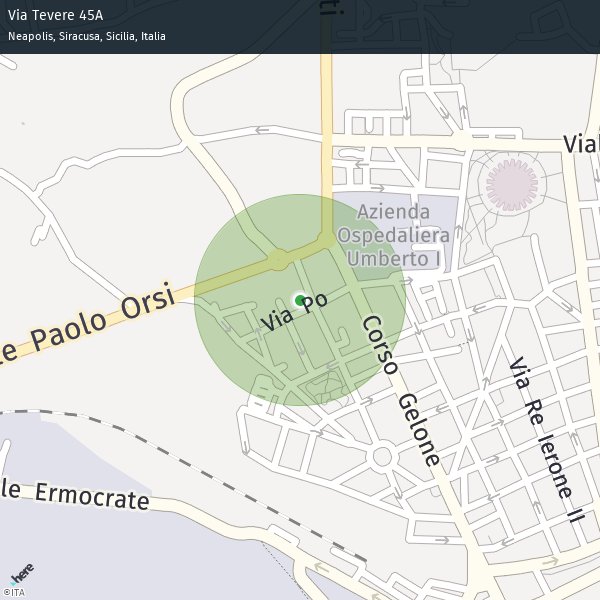 Via Tevere 45A
Neapolis, Siracusa, Sicilia, Italia
ti
Vial
Azienda
Ospedaliera
Umberto I
Via Po
le Paolo Orsi
Corso Gelone
Via Re Ierone II
le Ermocrate
here
©ITA